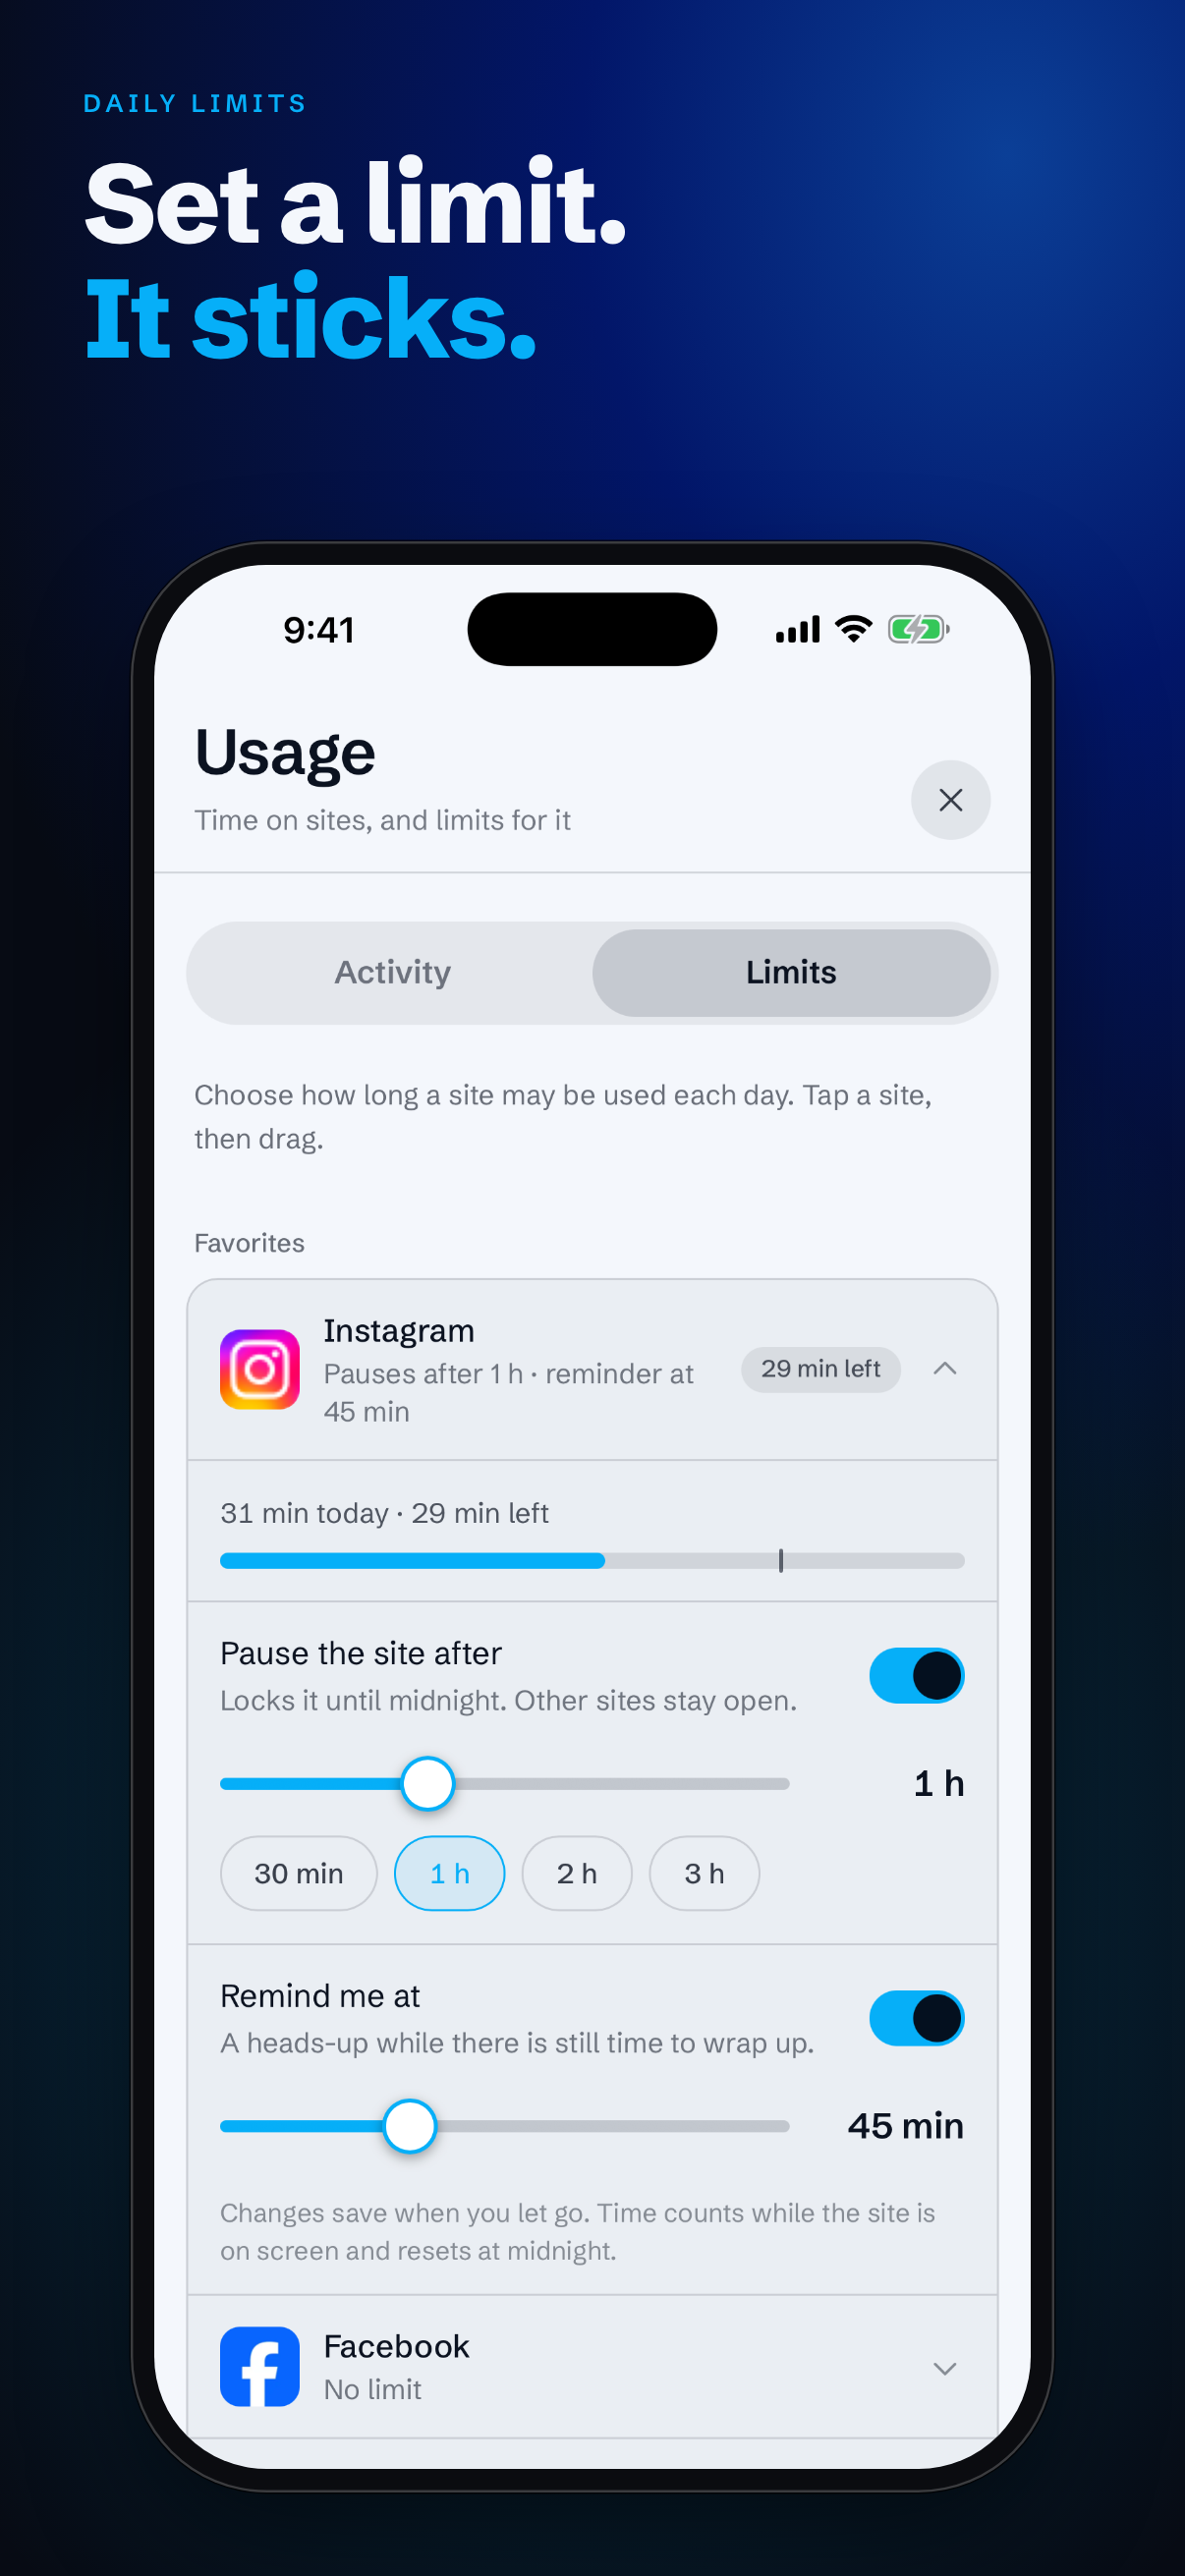 DAILY LIMITS
Set a limit.
It sticks.
9:41
Usage
Time on sites, and limits for it
Activity
Limits
Choose how long a site may be used each day. Tap a site,
then drag.
Favorites
Instagram
Pauses after 1 h · reminder at
45 min
29 min left
31 min today · 29 min left
Pause the site after
Locks it until midnight. Other sites stay open.
1 h
30 min
1 h
2 h
3 h
Remind me at
A heads-up while there is still time to wrap up.
45 min
Changes save when you let go. Time counts while the site is
on screen and resets at midnight.
Facebook
No limit